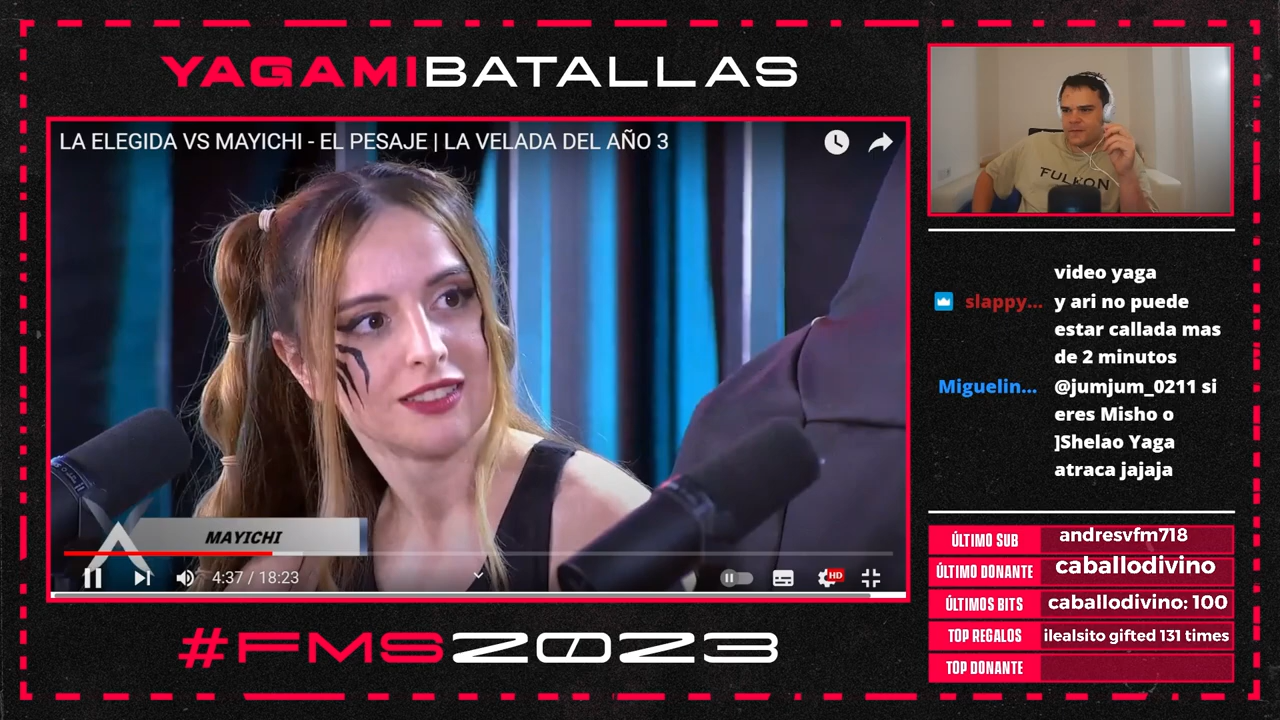 YAGAMIBATALLAS
LA ELEGIDA VS MAYICHI - EL PESAJE | LA VELADA DEL AÑO 3
MAYICHI
4:37 / 18:23
HD
#FMS2023
FULKON
video yaga
slappy... y ari no puede
estar callada mas
de 2 minutos
Miguelin... @jumjum_0211 si
eres Misho o
]Shelao Yaga
atraca jajaja
ÚLTIMO SUB andresvfm718
ÚLTIMO DONANTE caballodivino
ÚLTIMOS BITS caballodivino: 100
TOP REGALOS ilealsito gifted 131 times
TOP DONANTE